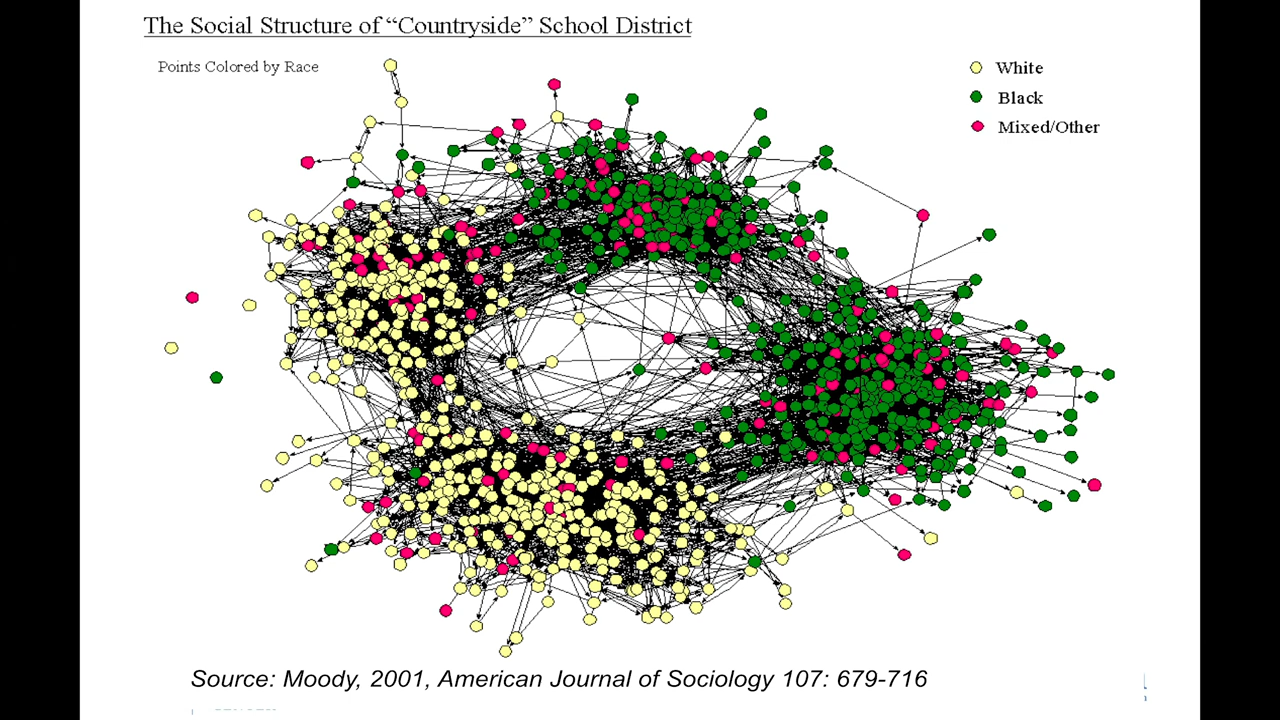 The Social Structure of “Countryside” School District
Points Colored by Race
White
Black
Mixed/Other
Source: Moody, 2001, American Journal of Sociology 107: 679-716